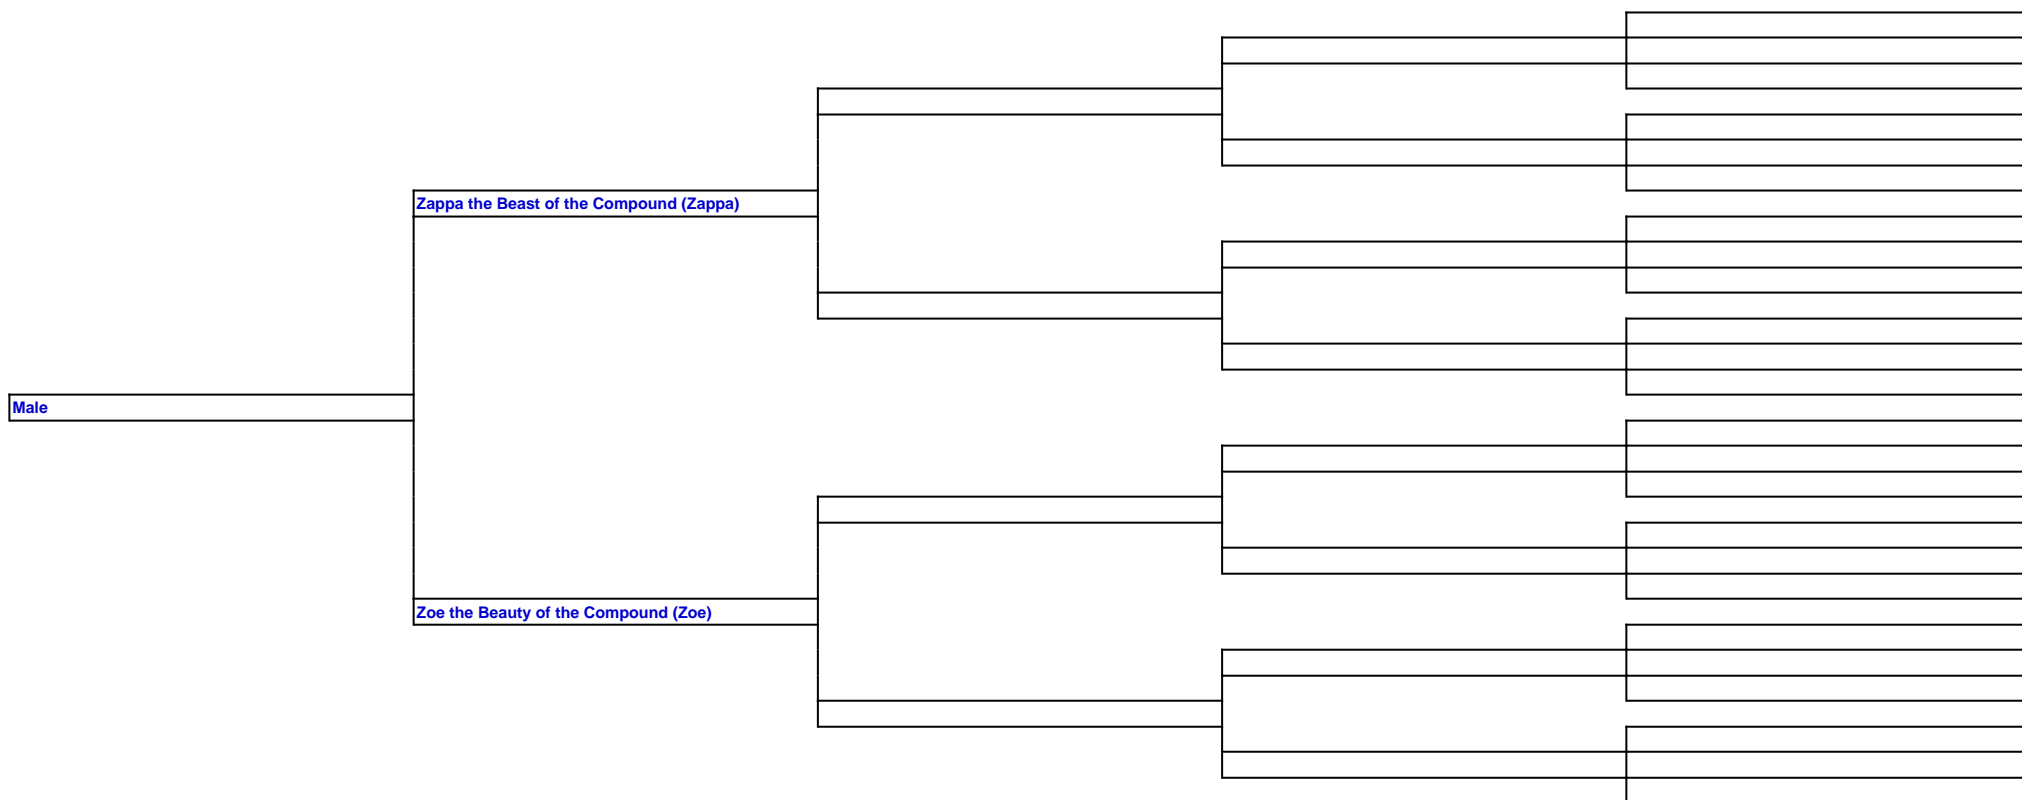 Zappa the Beast of the Compound (Zappa)
Male
Zoe the Beauty of the Compound (Zoe)